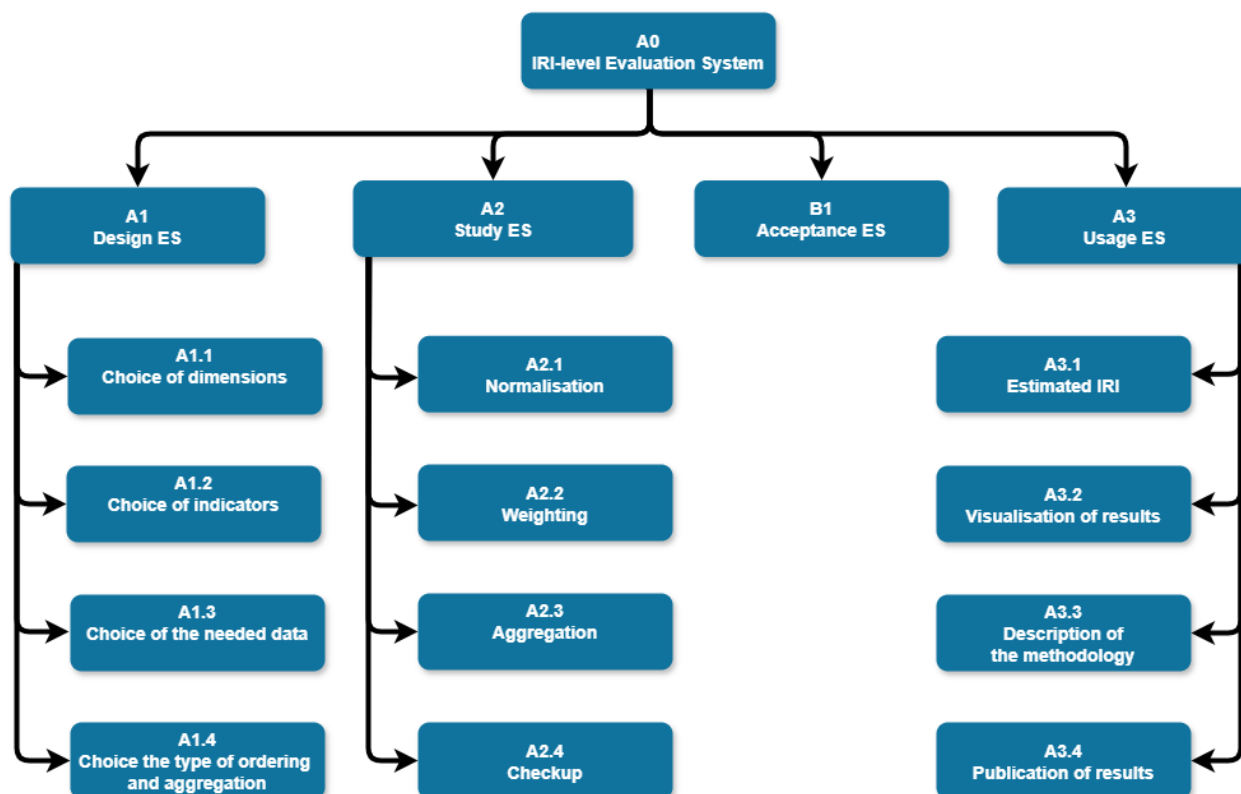 A0
IRI-level Evaluation System
A1
Design ES
A2
Study ES
B1
Acceptance ES
A3
Usage ES
A1.1
Choice of dimensions
A2.1
Normalisation
A3.1
Estimated IRI
A1.2
Choice of indicators
A2.2
Weighting
A3.2
Visualisation of results
A1.3
Choice of the needed data
A2.3
Aggregation
A3.3
Description of
the methodology
A1.4
Choice the type of ordering
and aggregation
A2.4
Checkup
A3.4
Publication of results